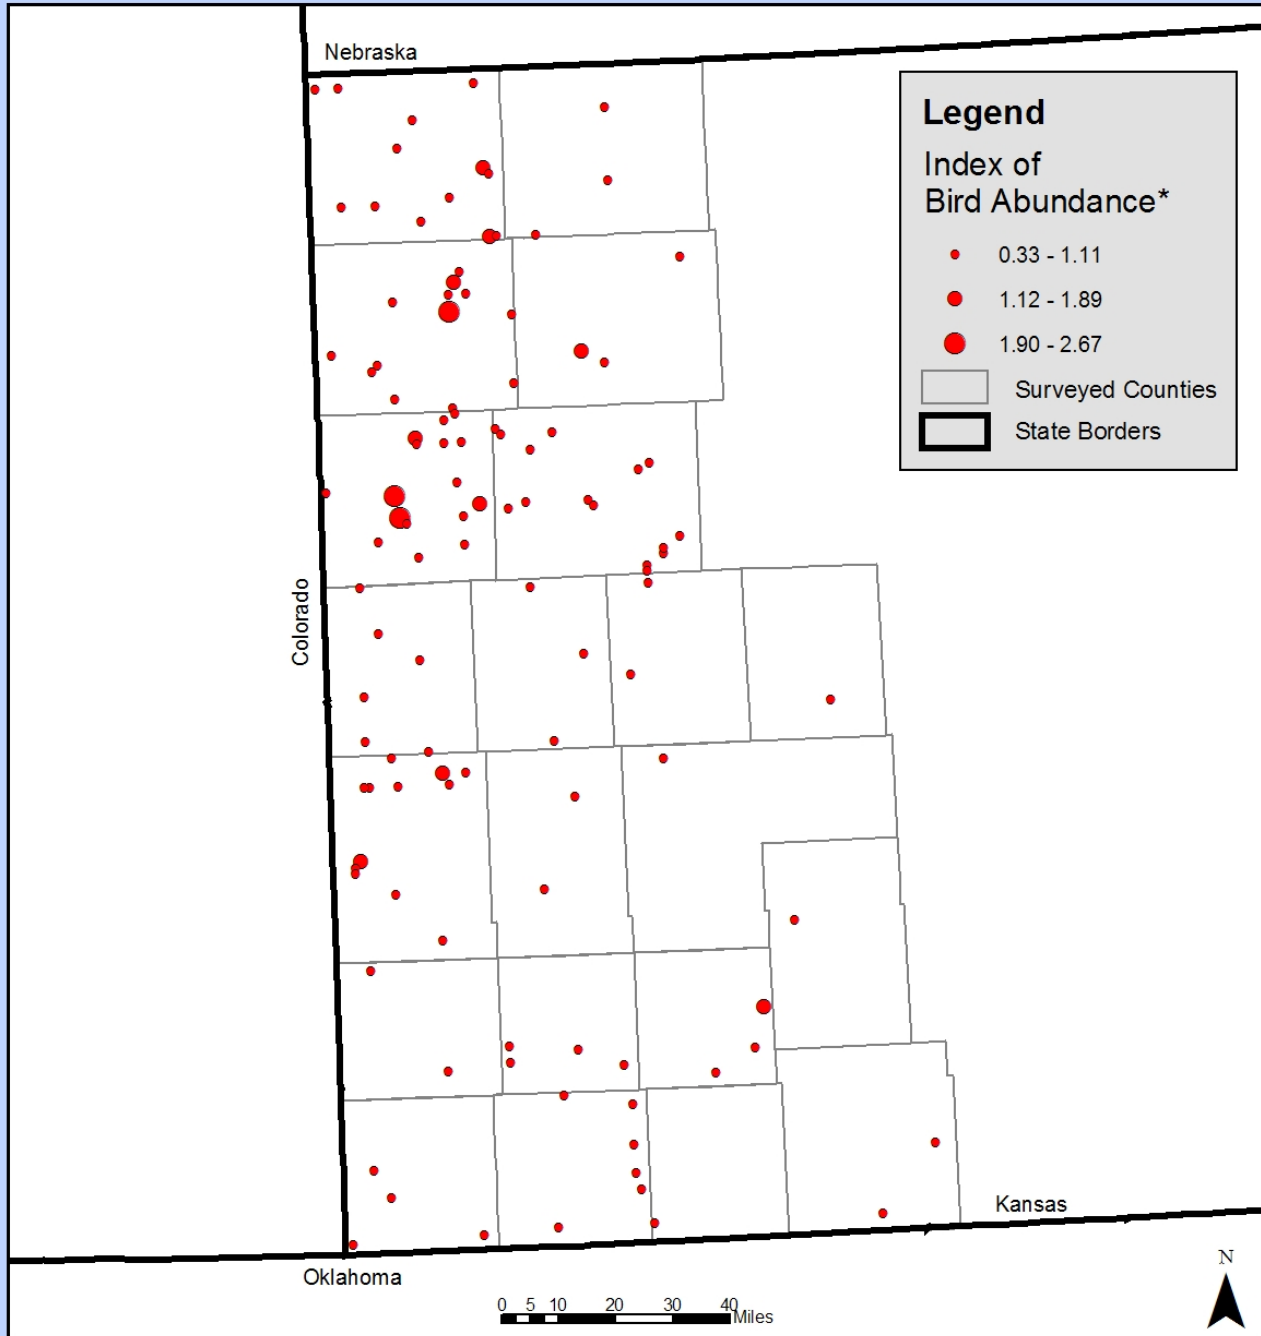 Nebraska
Legend
Index of
Bird Abundance*
0.33 - 1.11
1.12 - 1.89
1.90 - 2.67
Surveyed Counties
State Borders
Colorado
Kansas
Oklahoma
N
0 5 10 20 30 40
Miles